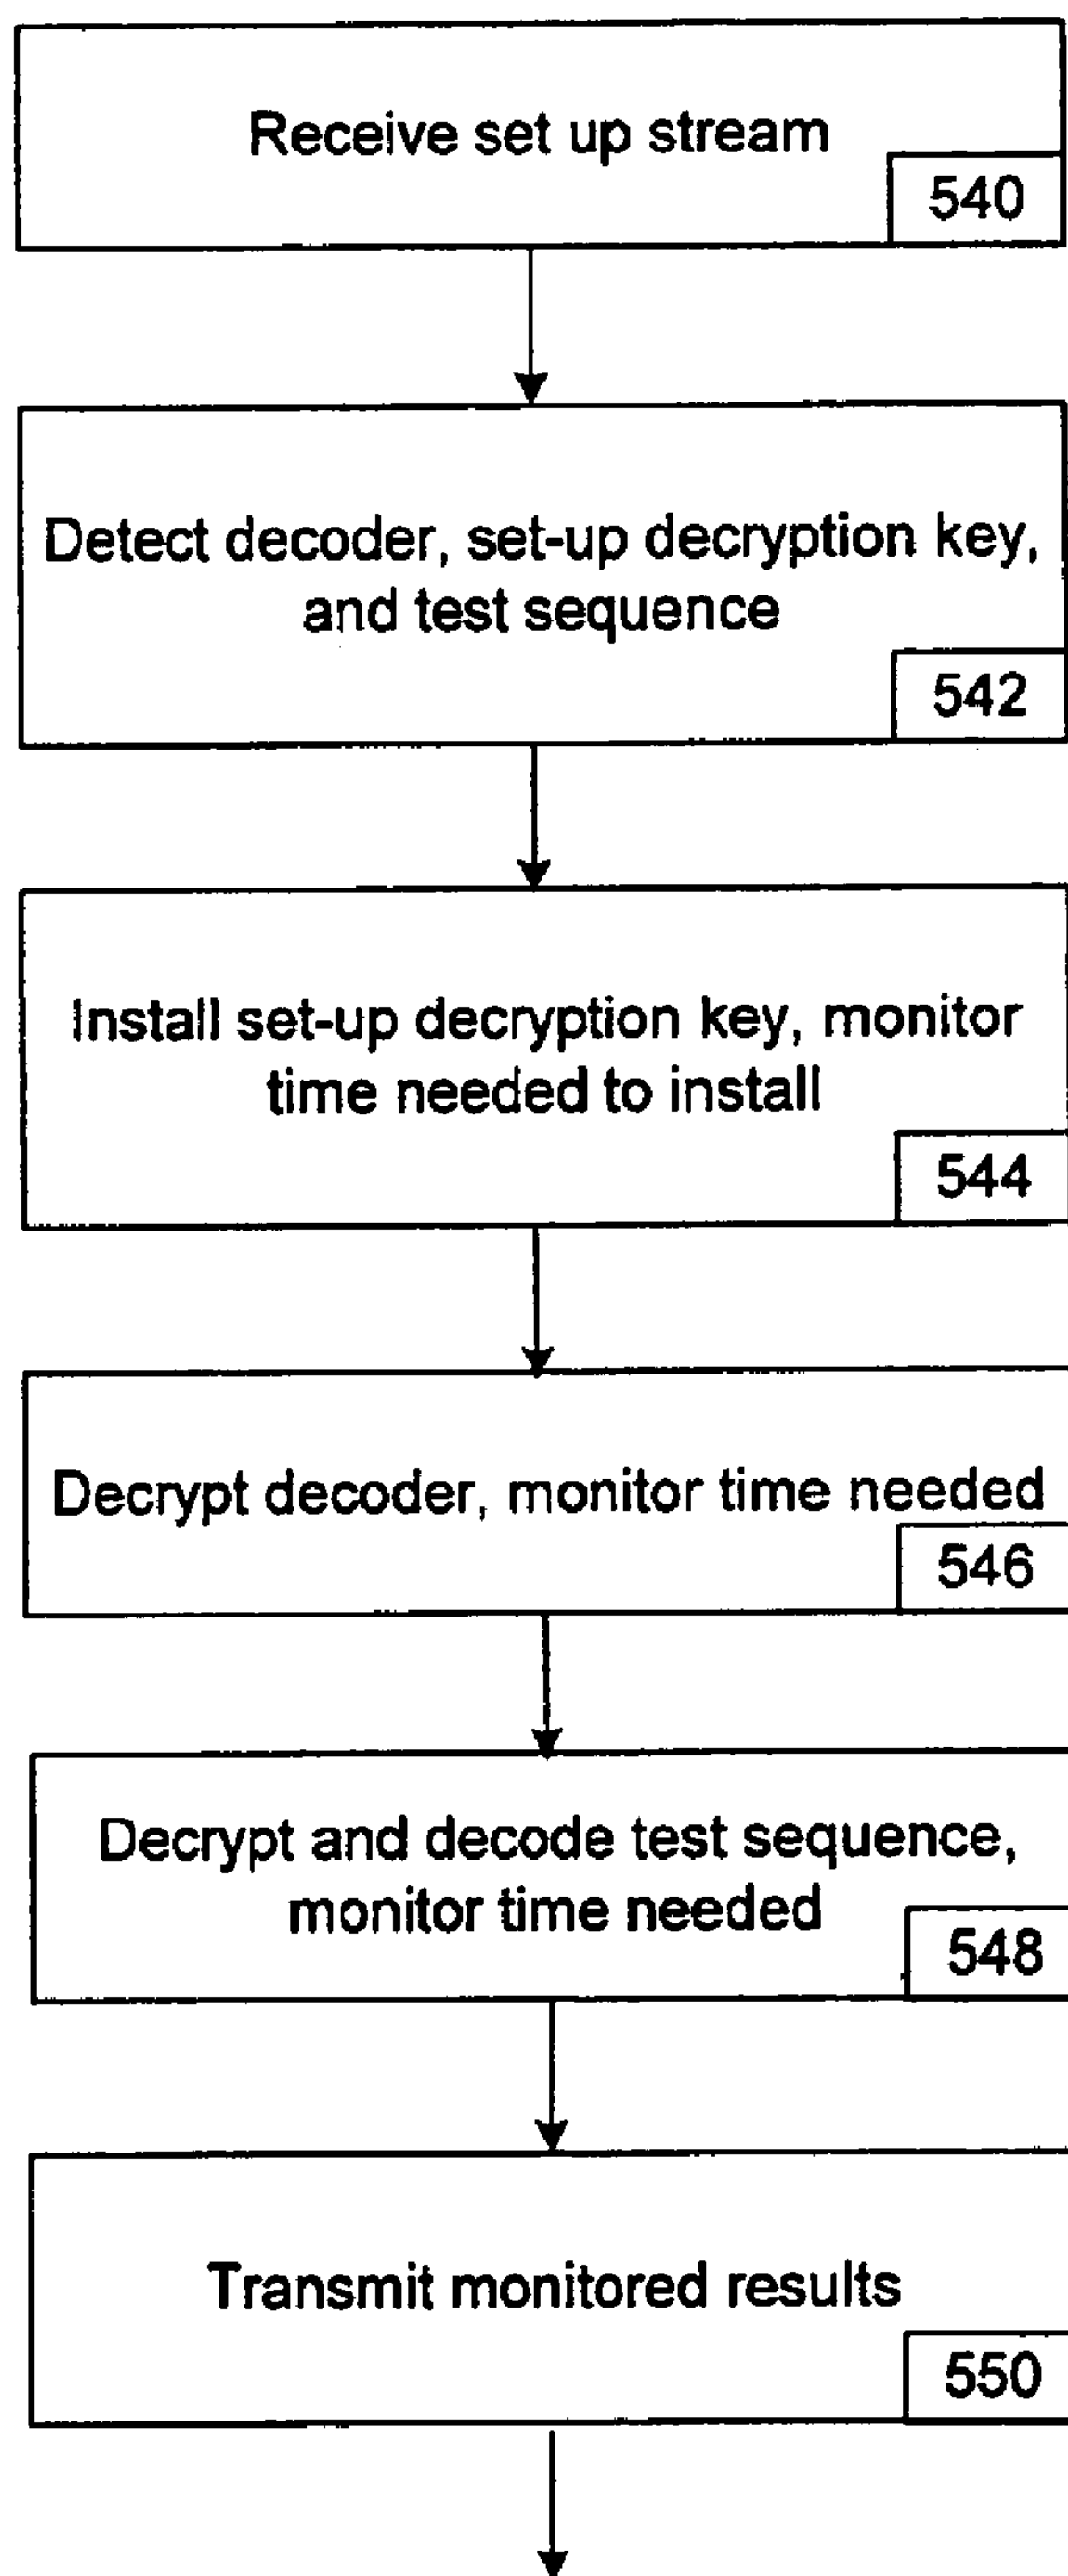 Receive set up stream
540
Detect decoder, set-up decryption key,
and test sequence
542
Install set-up decryption key, monitor
time needed to install
544
Decrypt decoder, monitor time needed
546
Decrypt and decode test sequence,
monitor time needed
548
Transmit monitored results
550